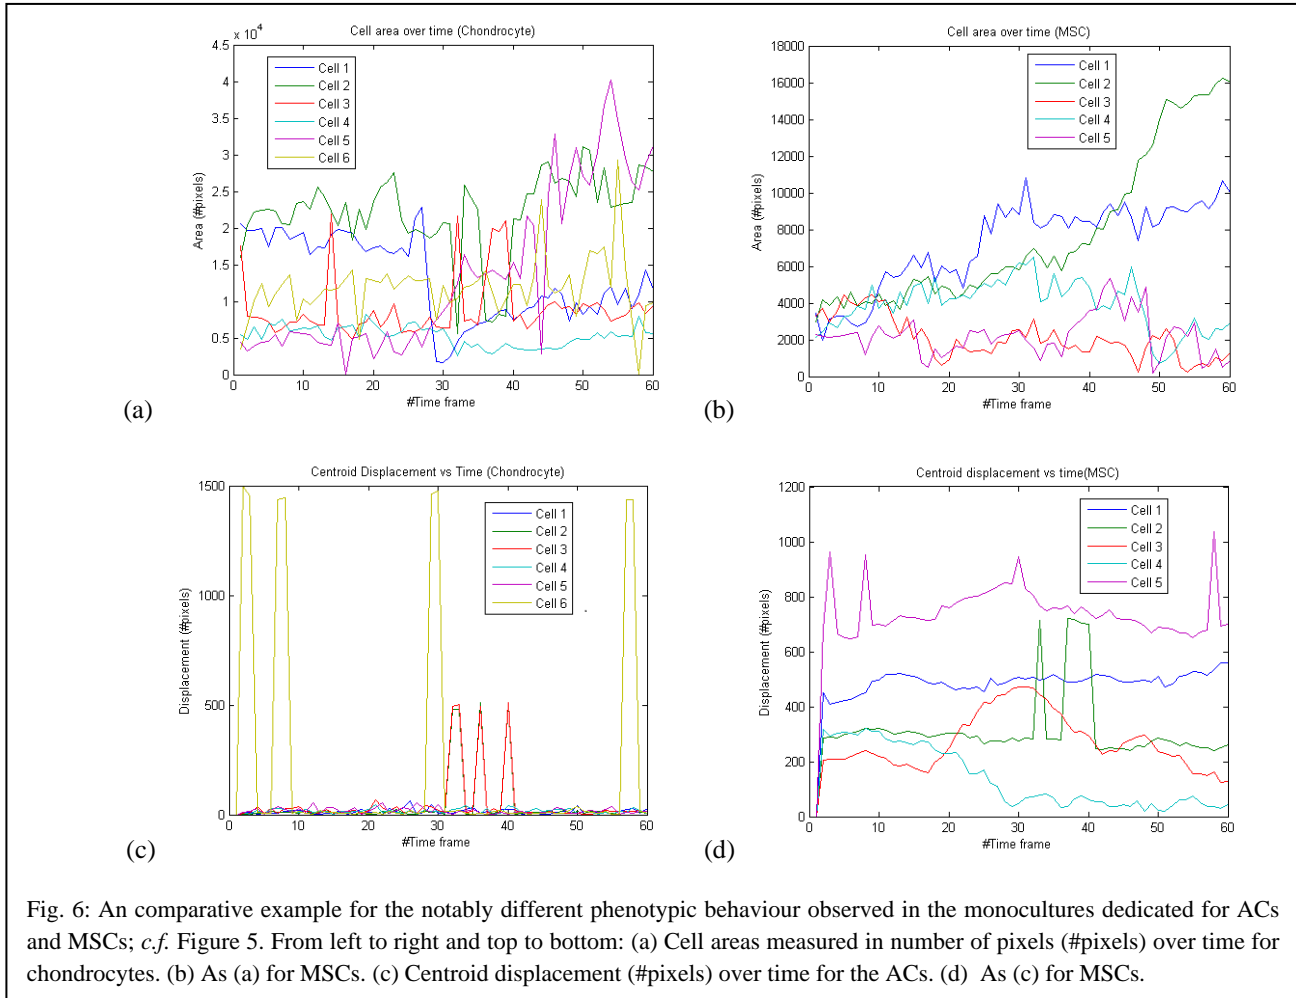 Cell area over time (Chondrocyte)
x 10⁴
4.5
4
3.5
3
2.5
2
1.5
1
0.5
0
Area (#pixels)
Cell 1
Cell 2
Cell 3
Cell 4
Cell 5
Cell 6
0 10 20 30 40 50 60
#Time frame
(a)
Cell area over time (MSC)
18000
16000
14000
12000
10000
8000
6000
4000
2000
0
Area (#pixels)
Cell 1
Cell 2
Cell 3
Cell 4
Cell 5
0 10 20 30 40 50 60
#Time frame
(b)
Centroid Displacement vs Time (Chondrocyte)
1500
1000
500
0
Displacement (#pixels)
Cell 1
Cell 2
Cell 3
Cell 4
Cell 5
Cell 6
0 10 20 30 40 50 60
#Time frame
(c)
Centroid displacement vs time(MSC)
1200
1000
800
600
400
200
0
Displacement (#pixels)
Cell 1
Cell 2
Cell 3
Cell 4
Cell 5
0 10 20 30 40 50 60
#Time frame
(d)
Fig. 6: An comparative example for the notably different phenotypic behaviour observed in the monocultures dedicated for ACs
and MSCs; c.f. Figure 5. From left to right and top to bottom: (a) Cell areas measured in number of pixels (#pixels) over time for
chondrocytes. (b) As (a) for MSCs. (c) Centroid displacement (#pixels) over time for the ACs. (d) As (c) for MSCs.